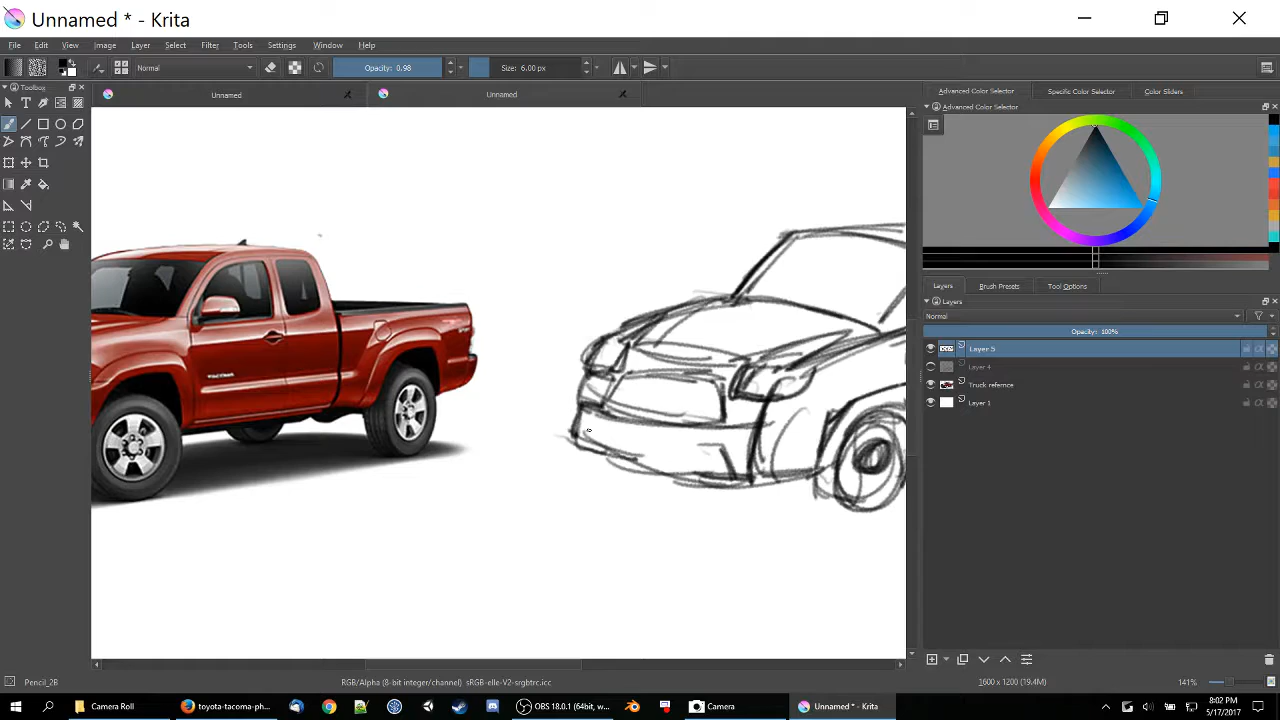 Unnamed * - Krita
File Edit View Image Layer Select Filter Tools Settings Window Help
Normal Opacity: 0.98 Size: 6.00 px
Toolbox Unnamed Unnamed
Advanced Color Selector Specific Color Selector Color Sliders
Advanced Color Selector
TACOMA
Layers Brush Presets Tool Options
Layers
Normal
Opacity: 100%
Layer 5
Layer 4
Truck refernce
Layer 1
Pencil_2B RGB/Alpha (8-bit integer/channel) sRGB-elle-V2-srgbtrc.icc 1600 x 1200 (19.4M) 141%
Camera Roll toyota-tacoma-ph... OBS 18.0.1 (64bit, w... Camera Unnamed * - Krita 8:02 PM
5/17/2017